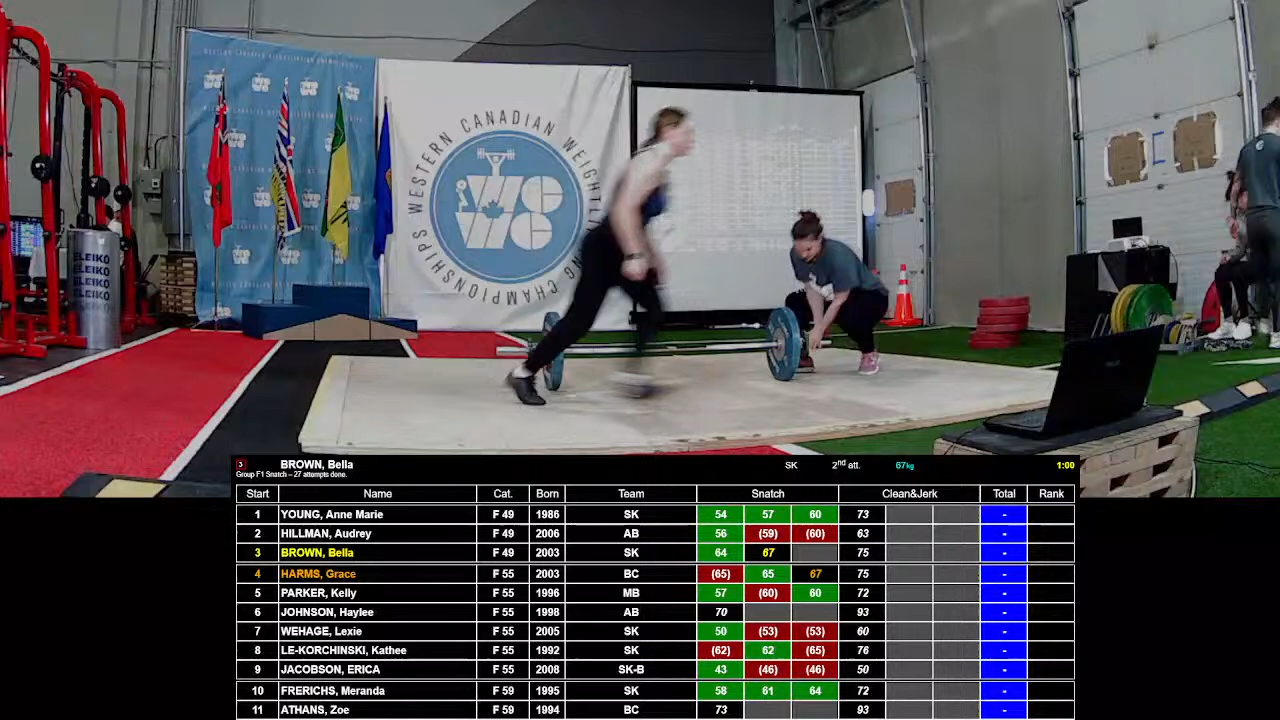 WESTERN CANADIAN WEIGHTLIFTING CHAMPIONSHIPS
WC
WC
ELEIKO
ELEIKO
ELEIKO
ELEIKO
ELEIKO
3 BROWN, Bella SK 2nd att. 67kg 1:00
Group F1 Snatch – 27 attempts done.
Start Name Cat. Born Team Snatch Clean&Jerk Total Rank
1 YOUNG, Anne Marie F 49 1986 SK 54 57 60 73 -
2 HILLMAN, Audrey F 49 2006 AB 56 (59) (60) 63 -
3 BROWN, Bella F 49 2003 SK 64 67 75 -
4 HARMS, Grace F 55 2003 BC (65) 65 67 75 -
5 PARKER, Kelly F 55 1996 MB 57 (60) 60 72 -
6 JOHNSON, Haylee F 55 1998 AB 70 93 -
7 WEHAGE, Lexie F 55 2005 SK 50 (53) (53) 60 -
8 LE-KORCHINSKI, Kathee F 55 1992 SK (62) 62 (65) 76 -
9 JACOBSON, ERICA F 55 2008 SK-B 43 (46) (46) 50 -
10 FRERICHS, Meranda F 59 1995 SK 58 61 64 72 -
11 ATHANS, Zoe F 59 1994 BC 73 93 -